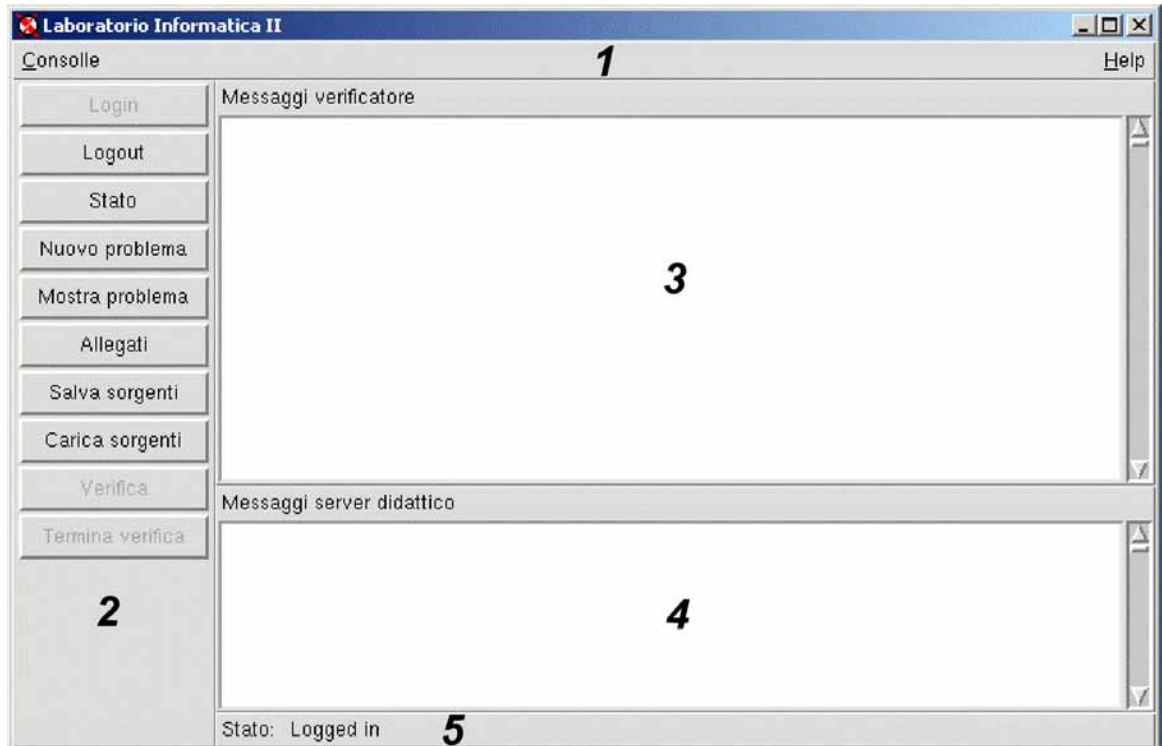 Laboratorio Informatica II
Consolle 1 Help
Login
Logout
Stato
Nuovo problema
Mostra problema
Allegati
Salva sorgenti
Carica sorgenti
Verifica
Termina verifica
2
Messaggi verificatore
3
Messaggi server didattico
4
Stato: Logged in 5